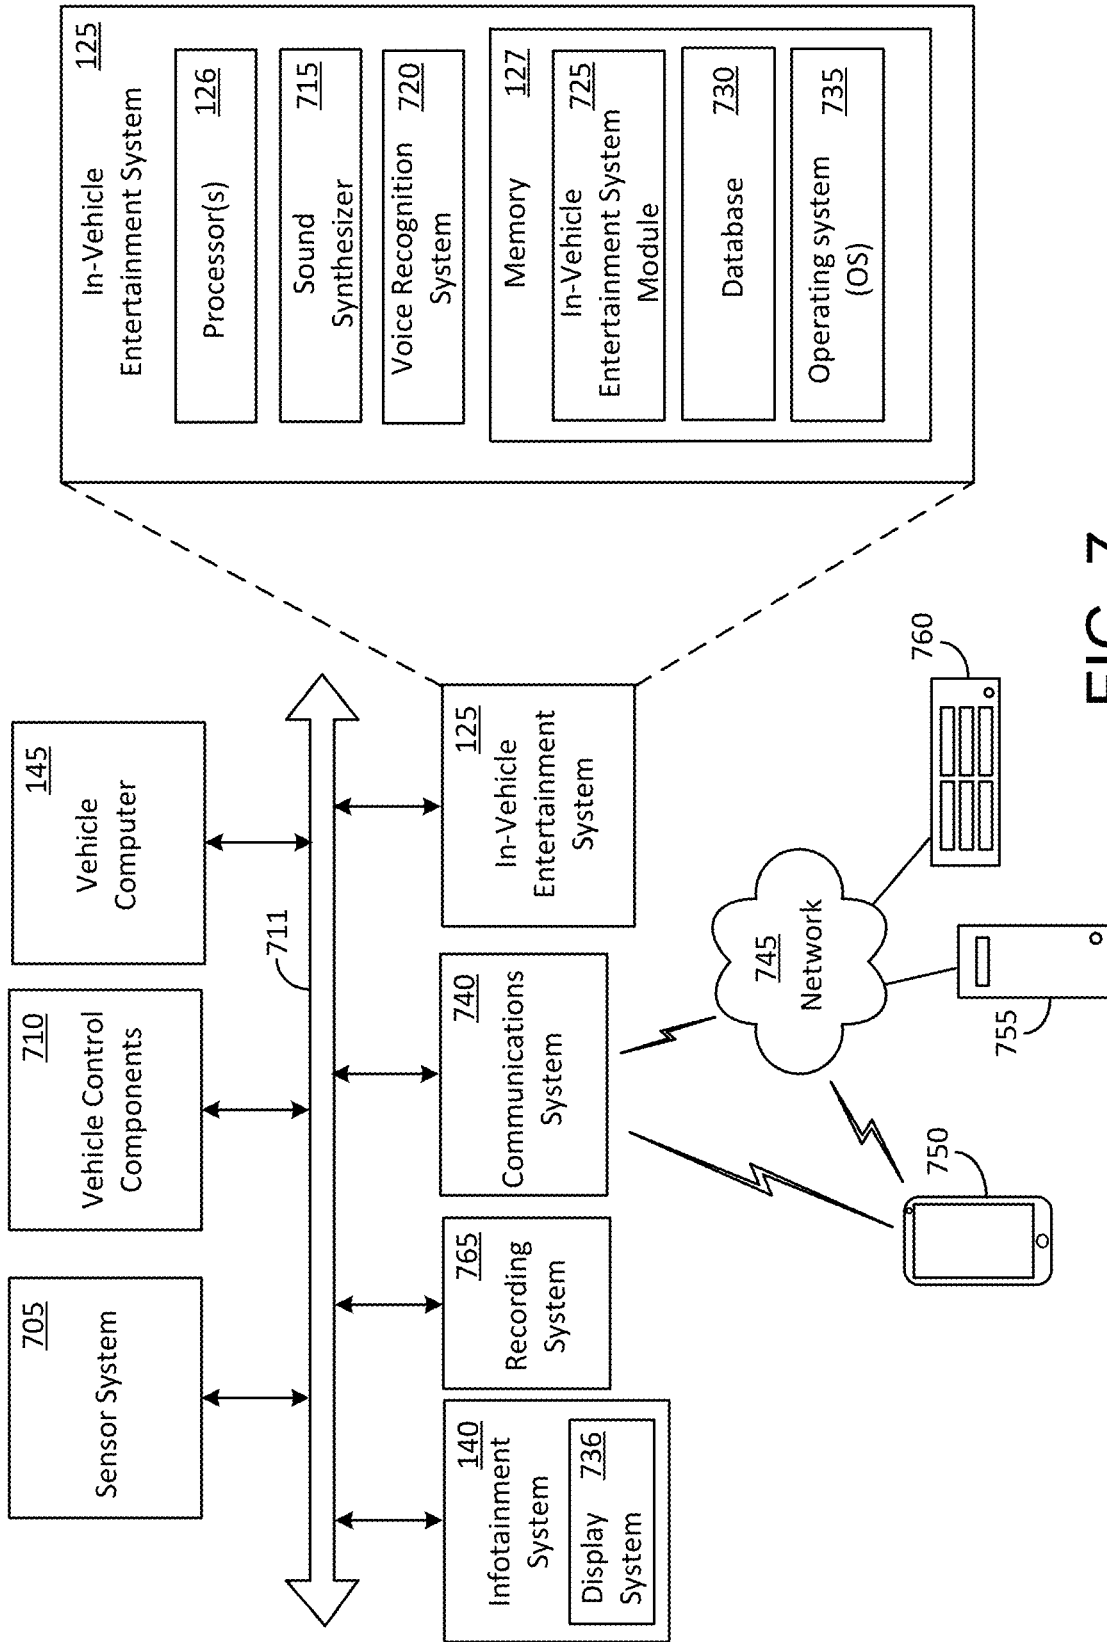 705
Sensor System
710
Vehicle Control
Components
145
Vehicle
Computer
711
140
Infotainment
System
736
Display
System
765
Recording
System
740
Communications
System
125
In-Vehicle
Entertainment
System
750
745
Network
755
760
In-Vehicle
Entertainment System
125
Processor(s)
126
Sound
Synthesizer
715
Voice Recognition
System
720
Memory
127
In-Vehicle
Entertainment System
Module
725
Database
730
Operating system
(OS)
735
FIG. 7